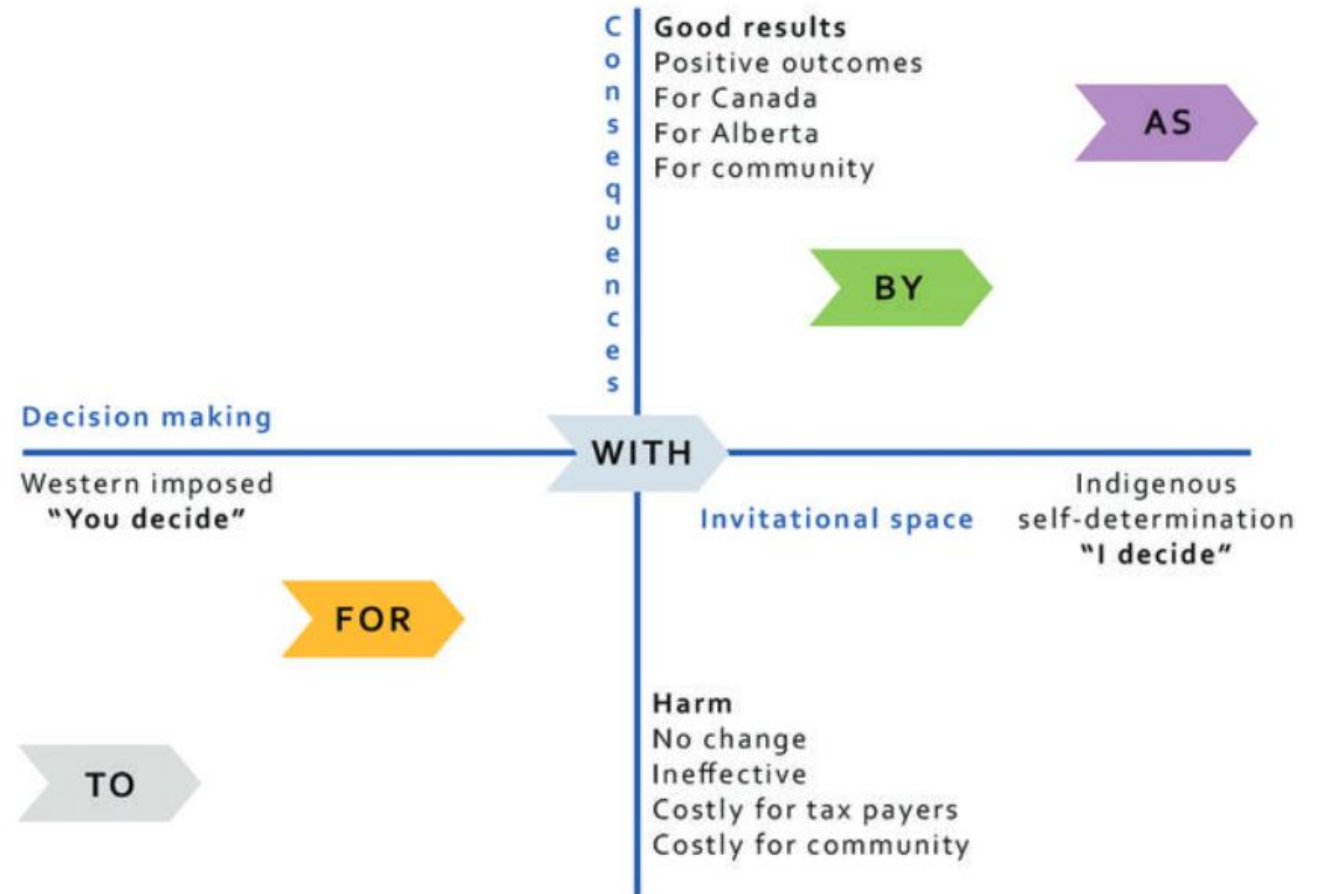 Consequences
Good results
Positive outcomes
For Canada
For Alberta
For community
AS
BY
Decision making
WITH
Western imposed
“You decide”
Invitational space
Indigenous
self-determination
“I decide”
FOR
TO
Harm
No change
Ineffective
Costly for tax payers
Costly for community